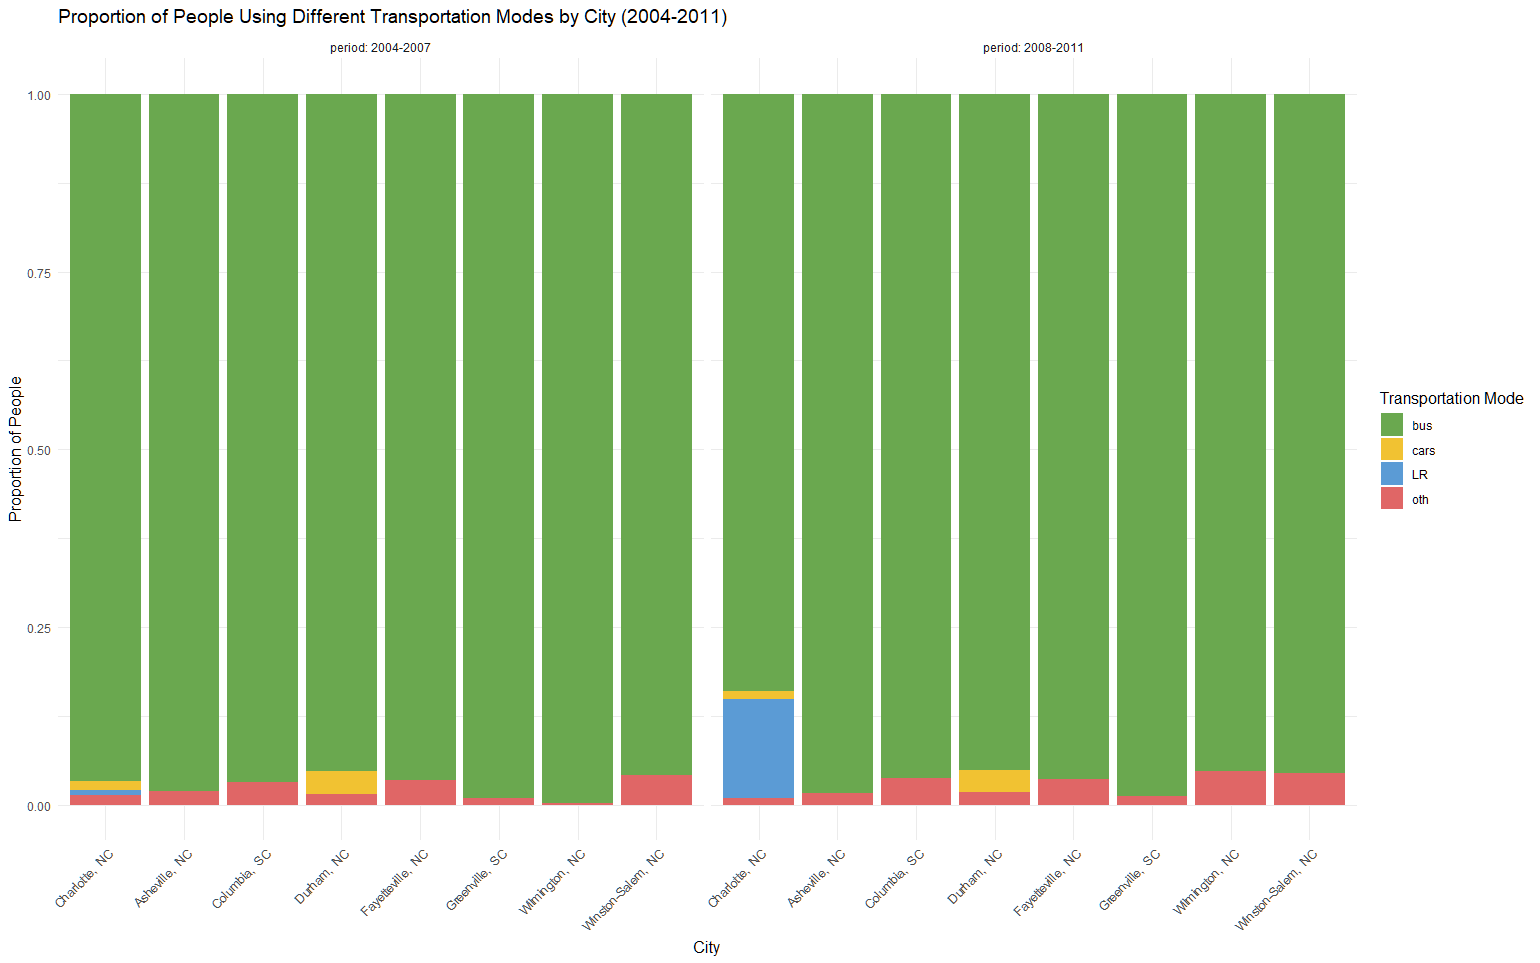 Proportion of People Using Different Transportation Modes by City (2004-2011)
period: 2004-2007
period: 2008-2011
Proportion of People
1.00
0.75
0.50
0.25
0.00
Charlotte, NC
Asheville, NC
Columbia, SC
Durham, NC
Fayetteville, NC
Greenville, SC
Wilmington, NC
Winston-Salem, NC
Charlotte, NC
Asheville, NC
Columbia, SC
Durham, NC
Fayetteville, NC
Greenville, SC
Wilmington, NC
Winston-Salem, NC
City
Transportation Mode
bus
cars
LR
oth